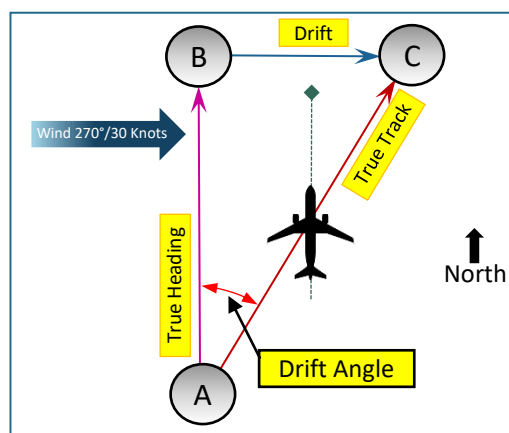 Drift
B
C
Wind 270°/30 Knots
True Track
True Heading
North
Drift Angle
A